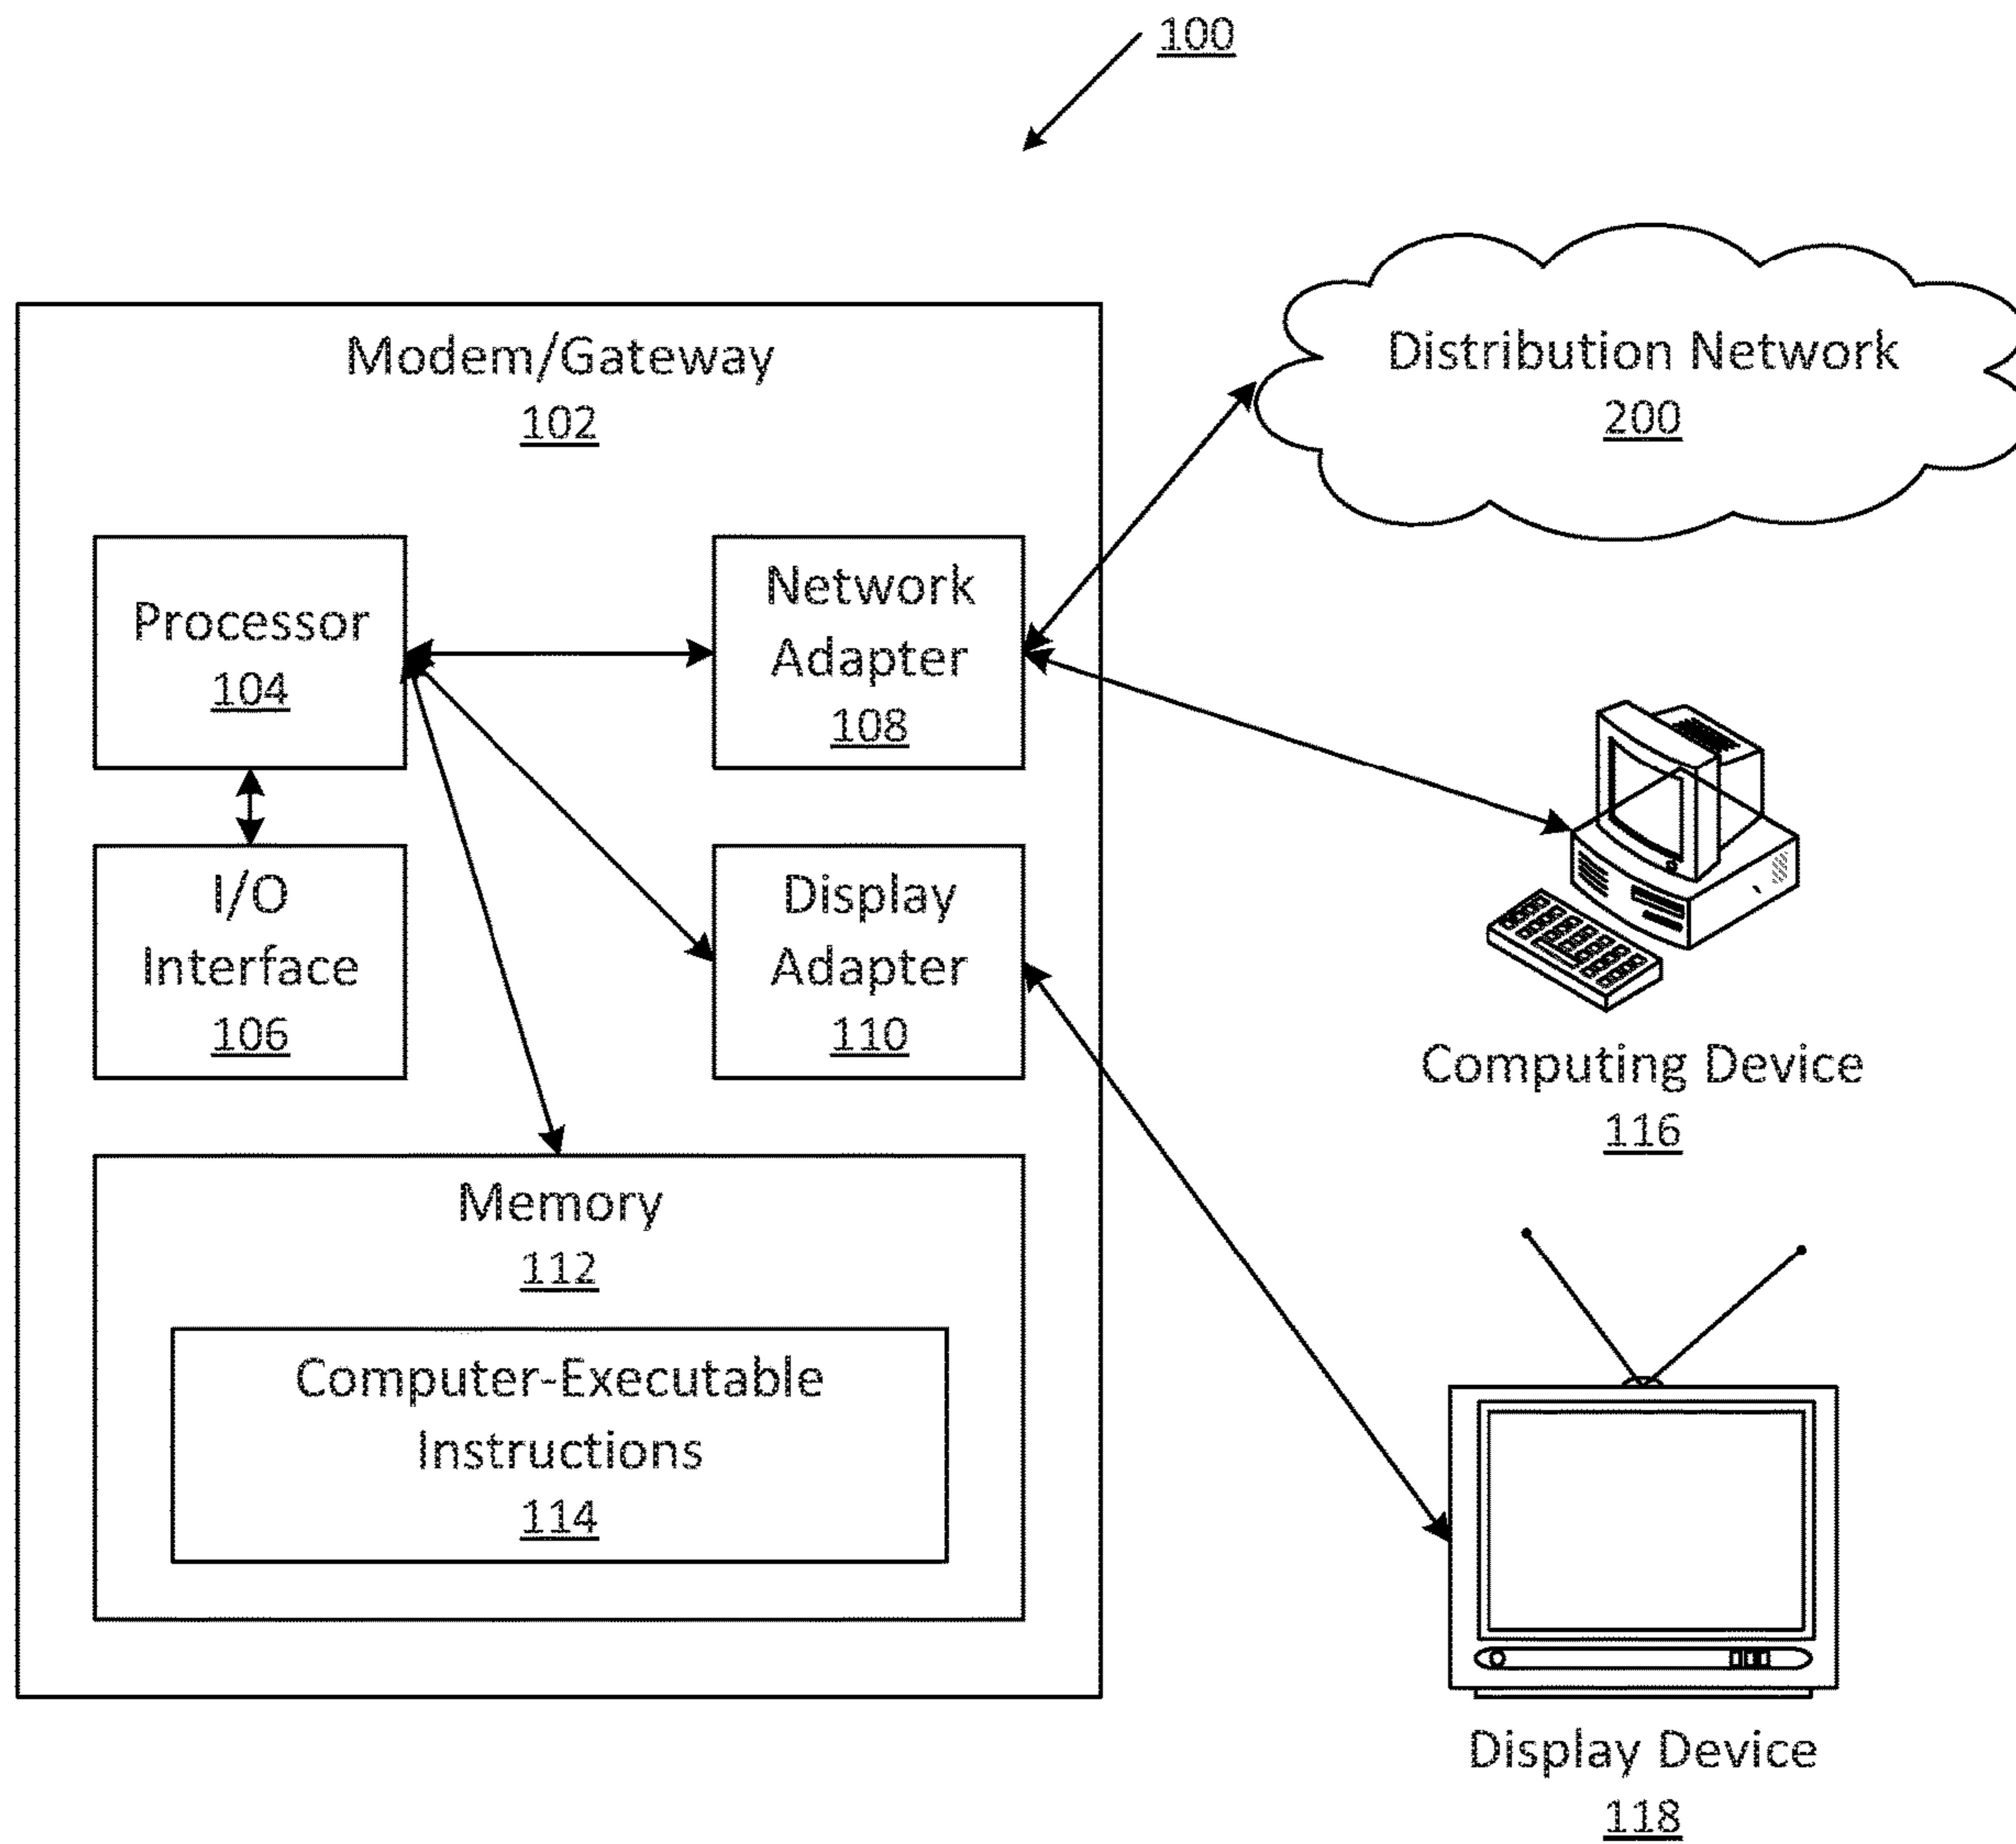 100
Modem/Gateway
102
Distribution Network
200
Processor
104
Network
Adapter
108
I/O
Interface
106
Display
Adapter
110
Computing Device
116
Memory
112
Computer-Executable
Instructions
114
Display Device
118